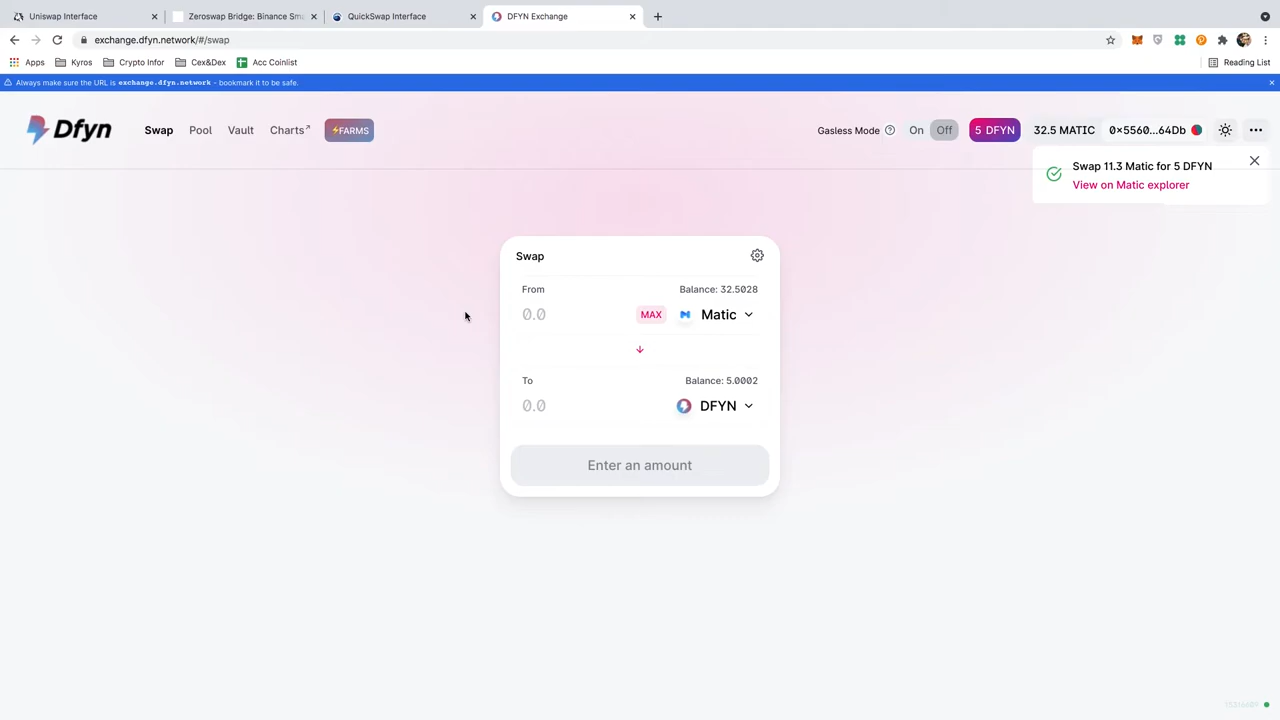 Uniswap Interface
Zeroswap Bridge: Binance Sma
QuickSwap Interface
DFYN Exchange
exchange.dfyn.network/#/swap
Apps
Kyros
Crypto Infor
Cex&Dex
Acc Coinlist
Reading List
Always make sure the URL is exchange.dfyn.network - bookmark it to be safe.
Dfyn
Swap
Pool
Vault
Charts↗
⚡FARMS
Gasless Mode ?
On
Off
5 DFYN
32.5 MATIC
0×5560...64Db
Swap 11.3 Matic for 5 DFYN
View on Matic explorer
Swap
From
Balance: 32.5028
0.0
MAX
Matic
To
Balance: 5.0002
0.0
DFYN
Enter an amount